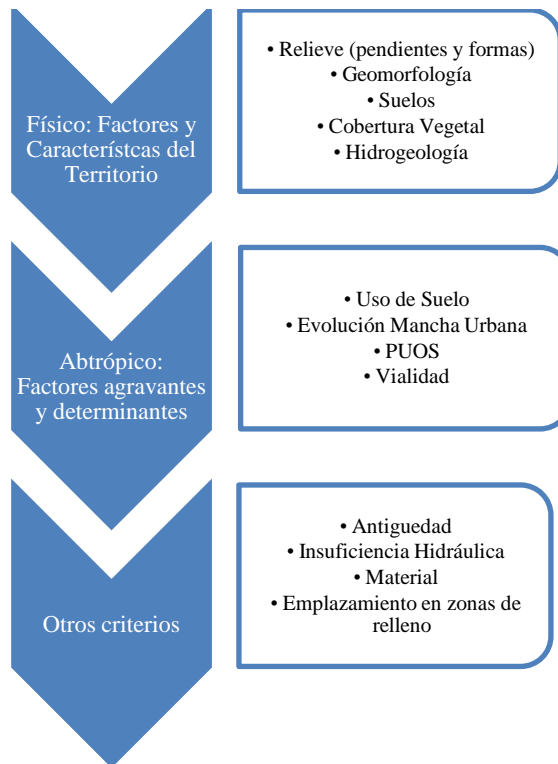 Físico: Factores y
Característcas del
Territorio
• Relieve (pendientes y formas)
• Geomorfología
• Suelos
• Cobertura Vegetal
• Hidrogeología
Abtrópico:
Factores agravantes
y determinantes
• Uso de Suelo
• Evolución Mancha Urbana
• PUOS
• Vialidad
Otros criterios
• Antiguedad
• Insuficiencia Hidráulica
• Material
• Emplazamiento en zonas de
relleno